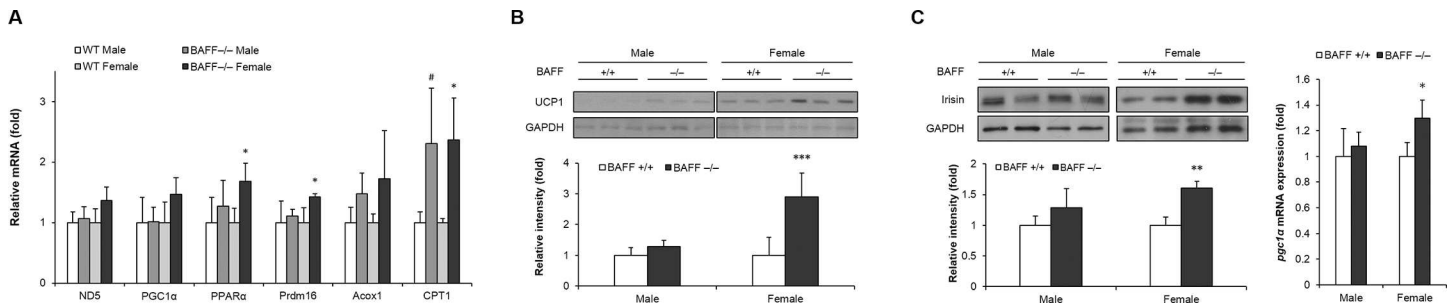 A
WT Male
BAFF−/− Male
WT Female
BAFF−/− Female
Relative mRNA (fold)
3
2
1
0
#
*
*
*
ND5
PGC1α
PPARα
Prdm16
Acox1
CPT1
B
Male
Female
BAFF
+/+
−/−
+/+
−/−
UCP1
GAPDH
Relative intensity (fold)
4
3
2
1
0
BAFF +/+
BAFF −/−
***
Male
Female
C
Male
Female
BAFF
+/+
−/−
+/+
−/−
Irisin
GAPDH
Relative intensity (fold)
2
1.5
1
0.5
0
BAFF +/+
BAFF −/−
**
Male
Female
BAFF +/+
BAFF −/−
pgc1α mRNA expression (fold)
1.6
1.4
1.2
1
0.8
0.6
0.4
0.2
0
*
Male
Female